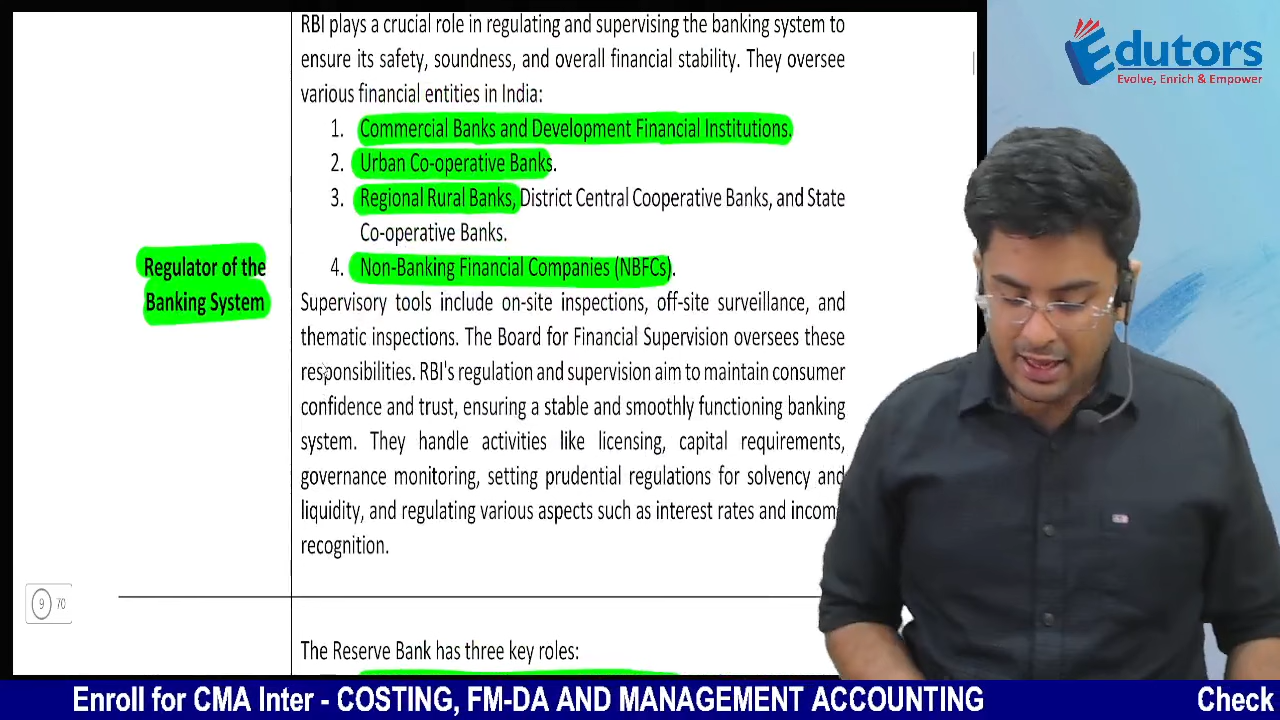 RBI plays a crucial role in regulating and supervising the banking system to
ensure its safety, soundness, and overall financial stability. They oversee
various financial entities in India:
1. Commercial Banks and Development Financial Institutions.
2. Urban Co-operative Banks.
3. Regional Rural Banks, District Central Cooperative Banks, and State
Co-operative Banks.
4. Non-Banking Financial Companies (NBFCs).
Regulator of the
Banking System
Supervisory tools include on-site inspections, off-site surveillance, and
thematic inspections. The Board for Financial Supervision oversees these
responsibilities. RBI's regulation and supervision aim to maintain consumer
confidence and trust, ensuring a stable and smoothly functioning banking
system. They handle activities like licensing, capital requirements,
governance monitoring, setting prudential regulations for solvency and
liquidity, and regulating various aspects such as interest rates and incom
recognition.
9 70
The Reserve Bank has three key roles:
Edutors
Evolve, Enrich & Empower
Enroll for CMA Inter - COSTING, FM-DA AND MANAGEMENT ACCOUNTING
Check